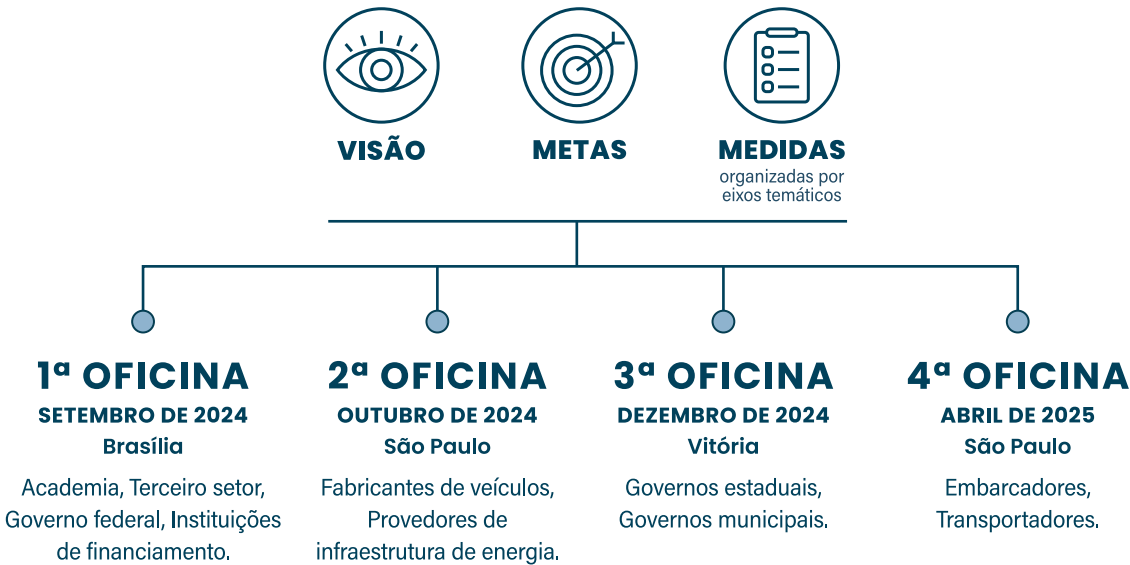 VISÃO
METAS
MEDIDAS
organizadas por
eixos temáticos
1ª OFICINA
SETEMBRO DE 2024
Brasília
Academia, Terceiro setor,
Governo federal, Instituições
de financiamento.
2ª OFICINA
OUTUBRO DE 2024
São Paulo
Fabricantes de veículos,
Provedores de
infraestrutura de energia.
3ª OFICINA
DEZEMBRO DE 2024
Vitória
Governos estaduais,
Governos municipais.
4ª OFICINA
ABRIL DE 2025
São Paulo
Embarcadores,
Transportadores.